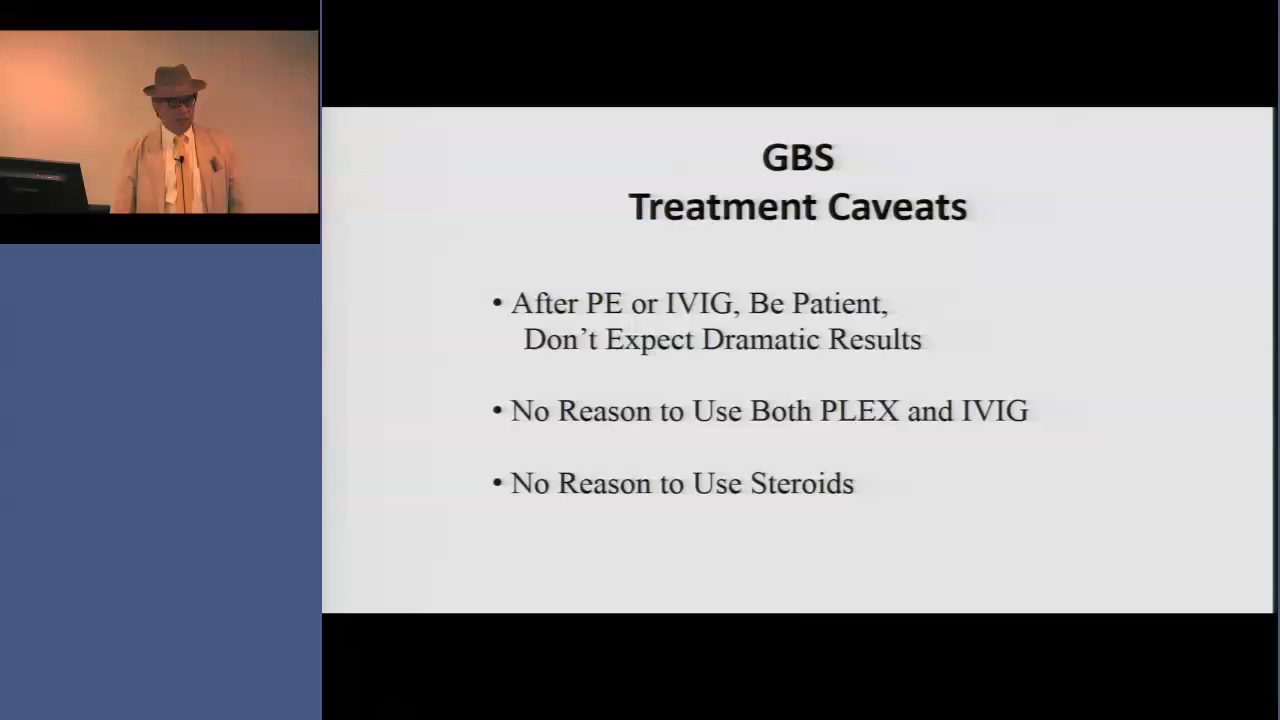 GBS
Treatment Caveats
• After PE or IVIG, Be Patient,
Don’t Expect Dramatic Results
• No Reason to Use Both PLEX and IVIG
• No Reason to Use Steroids